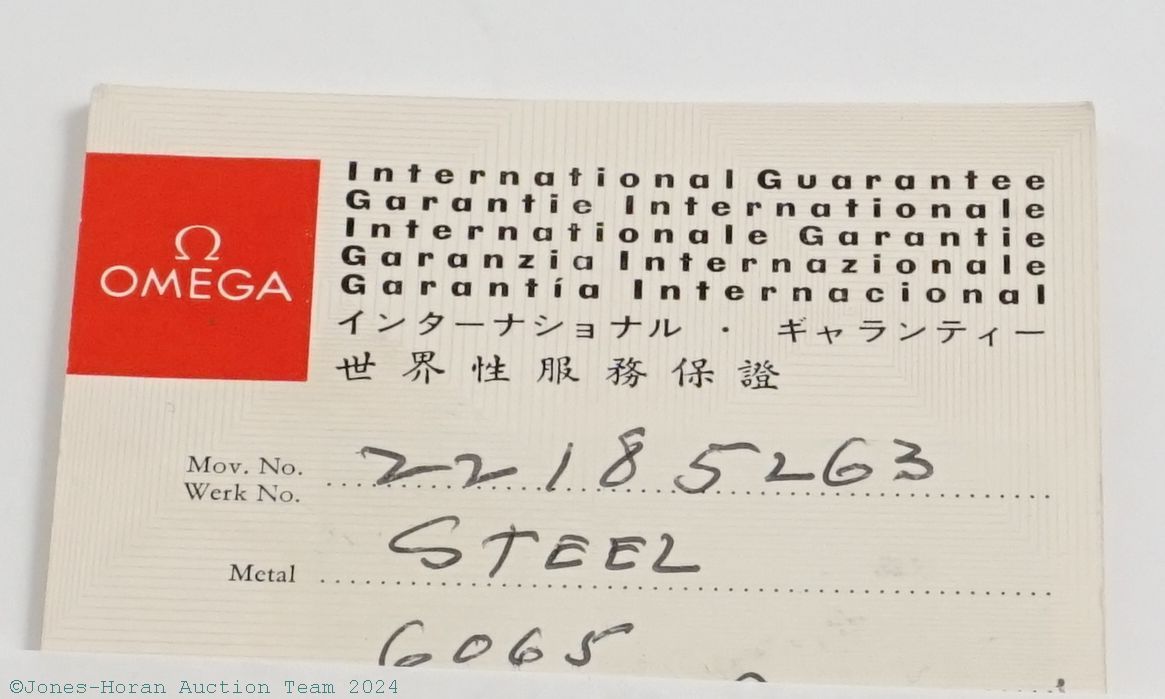 Ω
OMEGA
International Guarantee
Garantie Internationale
Internationale Garantie
Garanzia Internazionale
Garantía Internacional
インターナショナル ・ ギャランティー
世界性服務保證
Mov. No.
Werk No.
22185263
Metal
STEEL
6065
©Jones-Horan Auction Team 2024